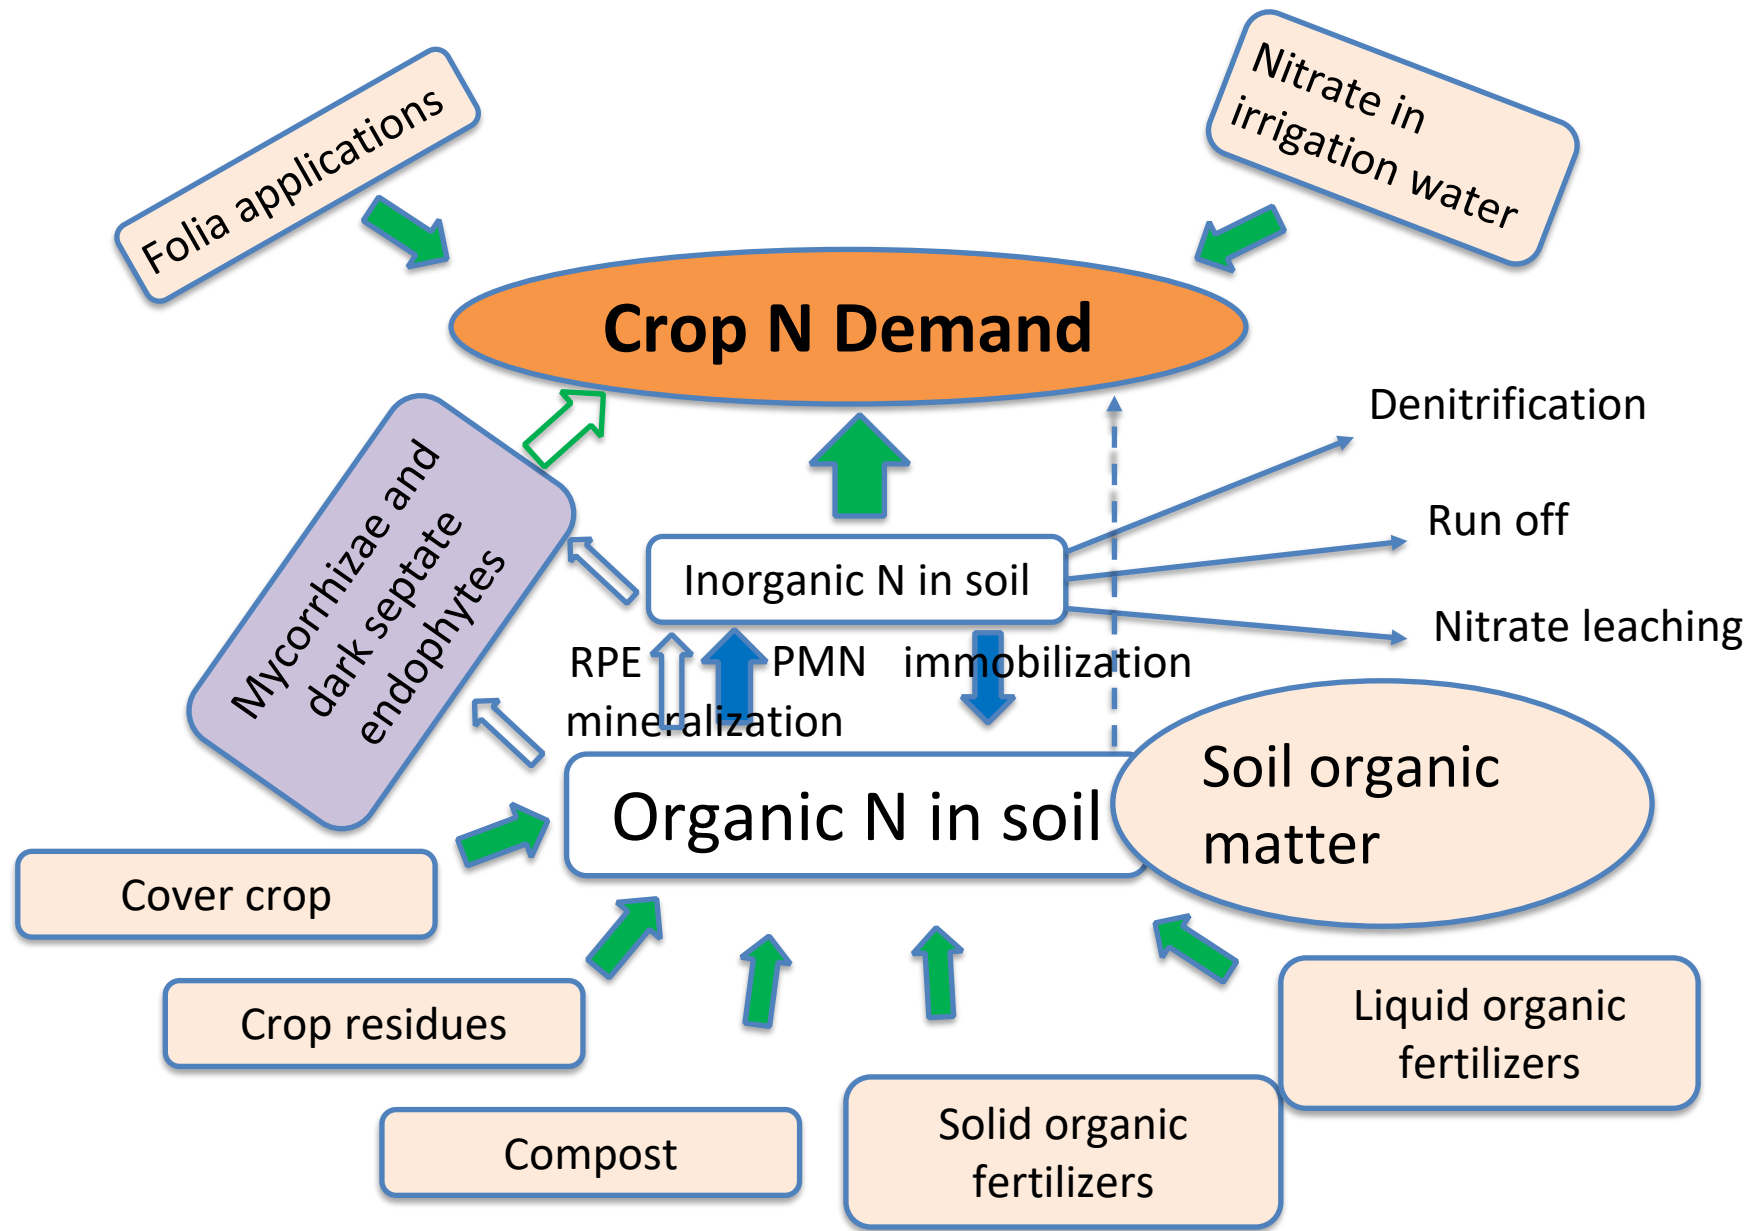 Folia applications
Nitrate in
irrigation water
Crop N Demand
Denitrification
Run off
Nitrate leaching
Mycorrhizae and
dark septate
endophytes
Inorganic N in soil
RPE
PMN
immobilization
mineralization
Organic N in soil
Soil organic
matter
Cover crop
Crop residues
Compost
Solid organic
fertilizers
Liquid organic
fertilizers